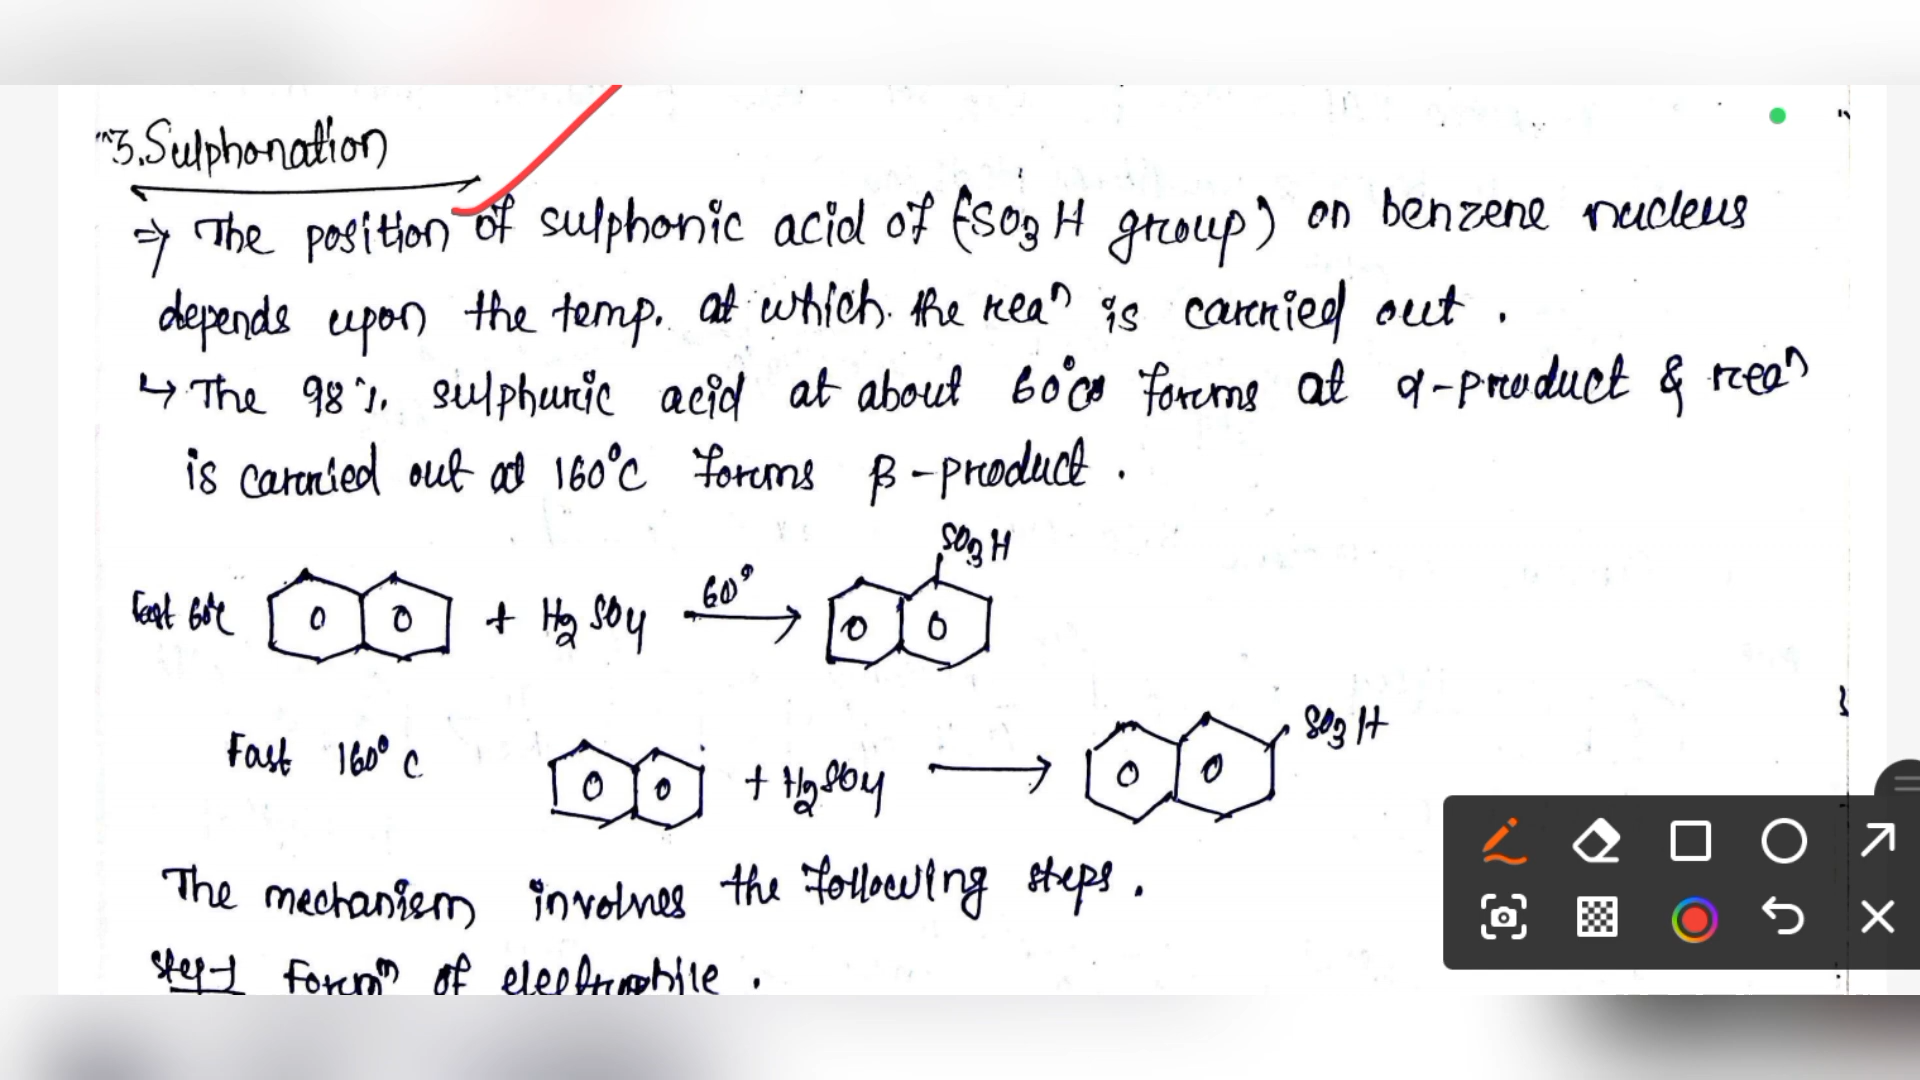 3. Sulphonation
⇒ The position of sulphonic acid of (-SO3H group) on benzene nucleus
depends upon the temp. at which the reaⁿ is carried out.
↳ The 98% sulphuric acid at about 60°C forms at α-product & reaⁿ
is carried out at 160°C forms β-product.
SO3H
60°C + H2SO4 60°
Fast 160°C + H2SO4 SO3H
The mechanism involves the following steps.
Step-1 Formⁿ of electrophile.